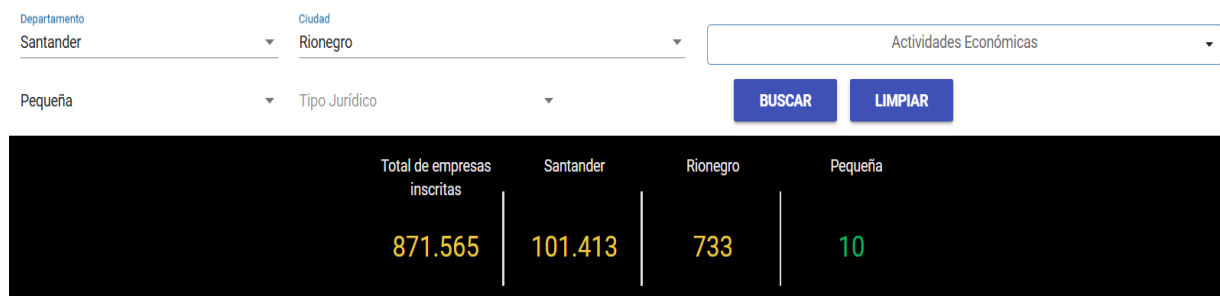 Departamento
Ciudad
Santander
Rionegro
Actividades Económicas
Pequeña
Tipo Jurídico
BUSCAR
LIMPIAR
Total de empresas
inscritas
Santander
Rionegro
Pequeña
871.565
101.413
733
10